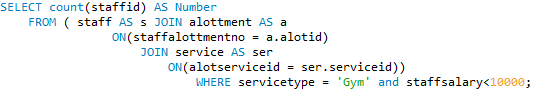 SELECT count(staffid) AS Number
FROM ( staff AS s JOIN alottment AS a
ON(staffalottmentno = a.alotid)
JOIN service AS ser
ON(alotserviceid = ser.serviceid))
WHERE servicetype = 'Gym' and staffsalary<10000;